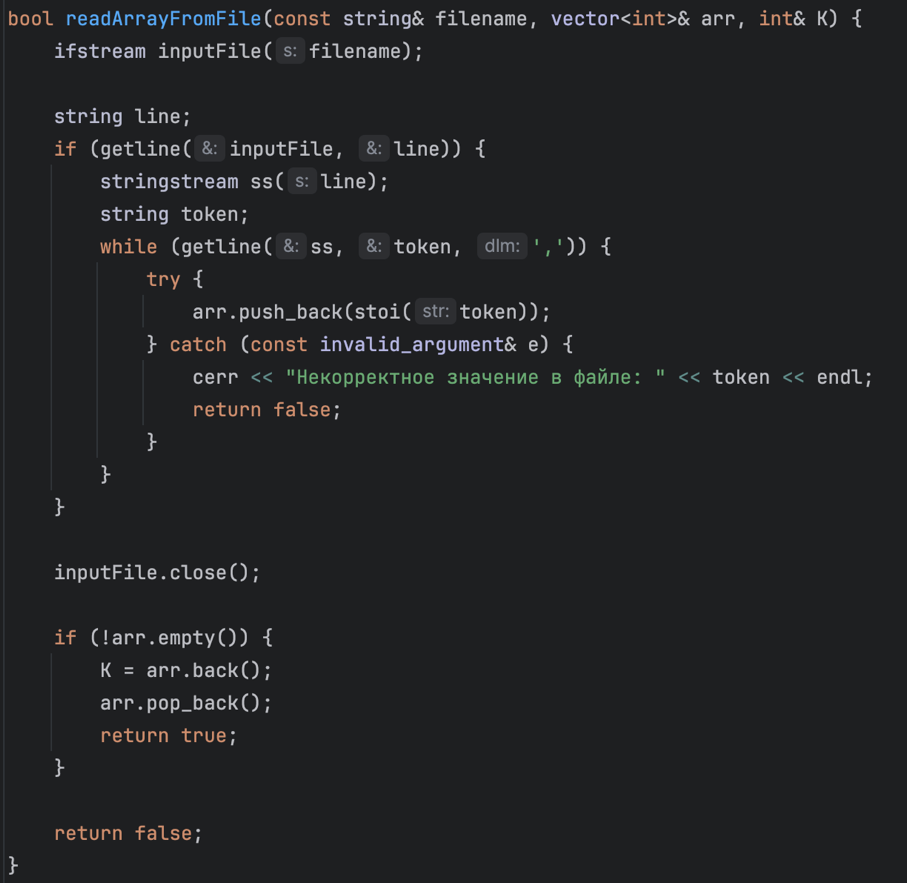 bool readArrayFromFile(const string& filename, vector<int>& arr, int& K) {
    ifstream inputFile(s: filename);

    string line;
    if (getline(&: inputFile, &: line)) {
        stringstream ss(s: line);
        string token;
        while (getline(&: ss, &: token, dlm: ',')) {
            try {
                arr.push_back(stoi(str: token));
            } catch (const invalid_argument& e) {
                cerr << "Некорректное значение в файле: " << token << endl;
                return false;
            }
        }
    }

    inputFile.close();

    if (!arr.empty()) {
        K = arr.back();
        arr.pop_back();
        return true;
    }

    return false;
}